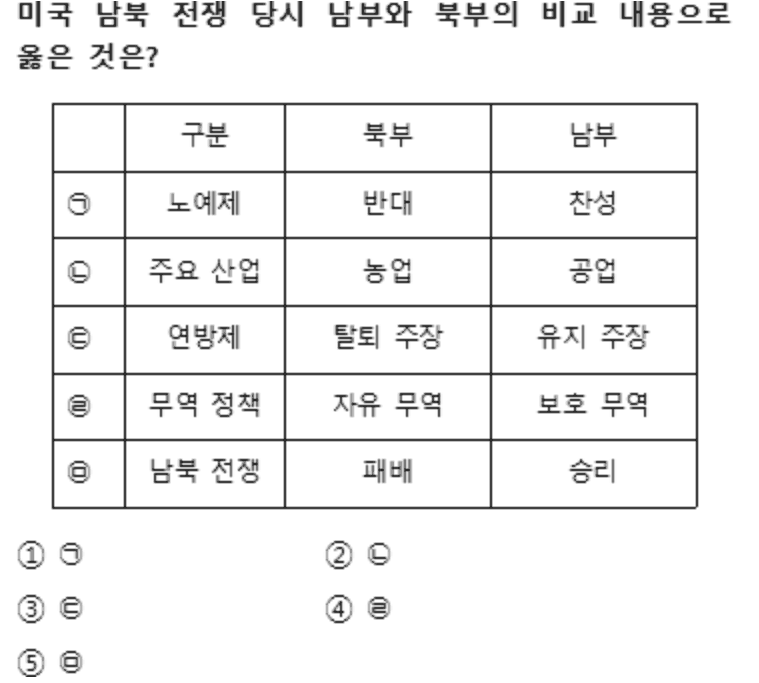 미국 남북 전쟁 당시 남부와 북부의 비교 내용으로
옳은 것은?
구분 북부 남부
㉠ 노예제 반대 찬성
㉡ 주요 산업 농업 공업
㉢ 연방제 탈퇴 주장 유지 주장
㉣ 무역 정책 자유 무역 보호 무역
㉤ 남북 전쟁 패배 승리
① ㉠ ② ㉡
③ ㉢ ④ ㉣
⑤ ㉤